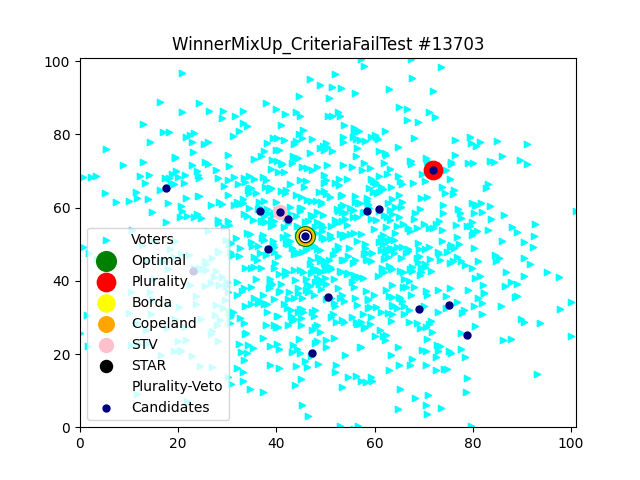 WinnerMixUp_CriteriaFailTest #13703
100
80
60
40
20
0
0
20
40
60
80
100
Voters
Optimal
Plurality
Borda
Copeland
STV
STAR
Plurality-Veto
Candidates